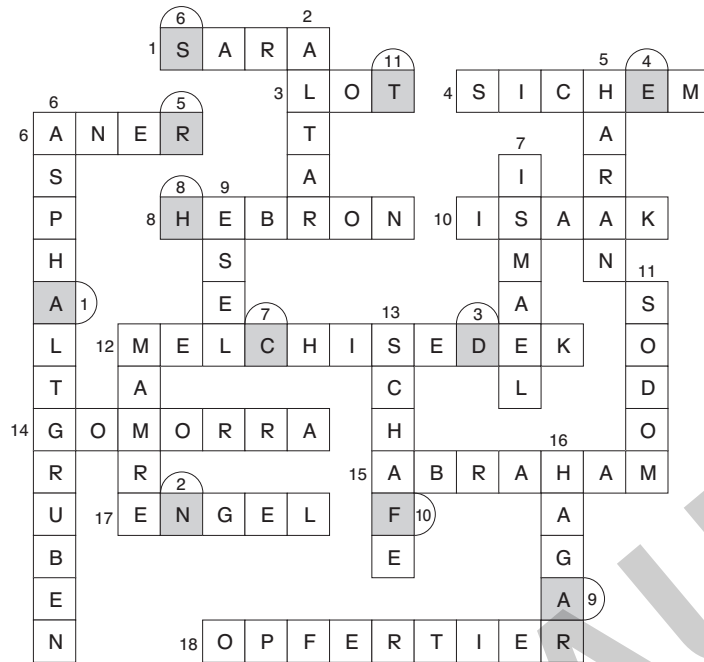 6 2
1 S A R A
11 5 4
3 L O T 4 S I C H E M
6 5
6 A N E R T A
7
S A I R
8 9
P 8 H E B R O N 10 I S A A K
H S M N 11
A 1 E A S
7 13 3
L 12 M E L C H I S E D E K O
T A C L D
14 G O M O R R A H O
16
R R 15 A B R A H A M
2
U 17 E N G E L F 10 A
B E G
E A 9
N 18 O P F E R T I E R